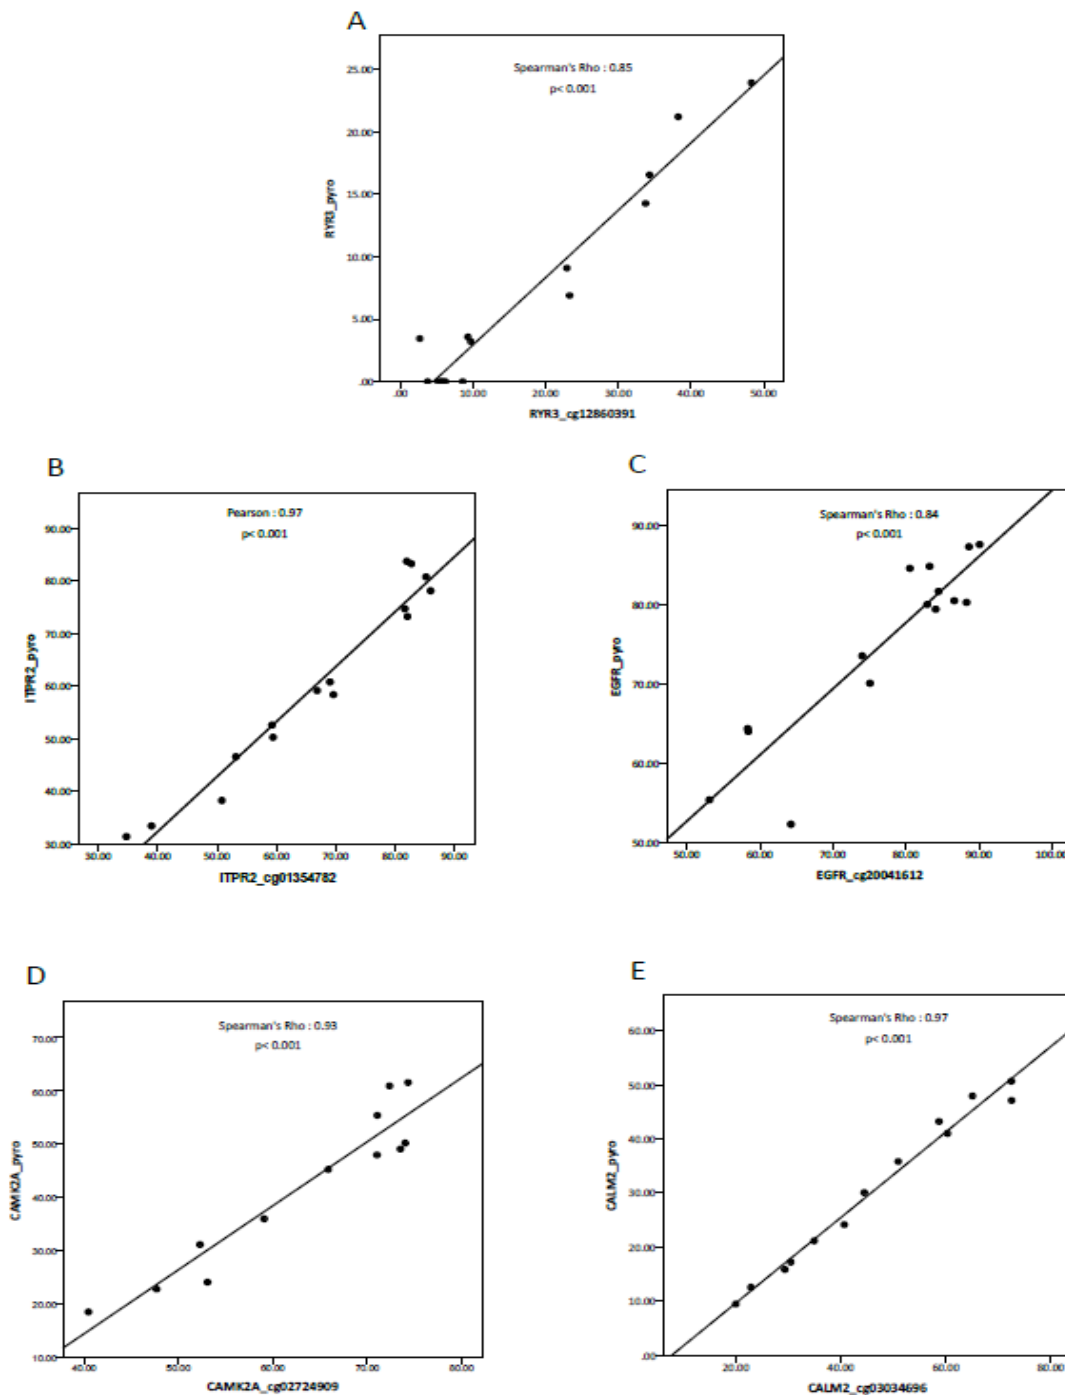 A
Spearman's Rho : 0.85
p< 0.001
25.00
20.00
15.00
10.00
5.00
.00
RYR3_pyro
.00 10.00 20.00 30.00 40.00 50.00
RYR3_cg12860391
B
Pearson : 0.97
p< 0.001
90.00
80.00
70.00
60.00
50.00
40.00
30.00
ITPR2_pyro
30.00 40.00 50.00 60.00 70.00 80.00 90.00
ITPR2_cg01354782
C
Spearman's Rho : 0.84
p< 0.001
90.00
80.00
70.00
60.00
50.00
EGFR_pyro
50.00 60.00 70.00 80.00 90.00 100.00
EGFR_cg20041612
D
Spearman's Rho : 0.93
p< 0.001
70.00
60.00
50.00
40.00
30.00
20.00
10.00
CAMK2A_pyro
40.00 50.00 60.00 70.00 80.00
CAMK2A_cg02724909
E
Spearman's Rho : 0.97
p< 0.001
60.00
50.00
40.00
30.00
20.00
10.00
.00
CALM2_pyro
20.00 40.00 60.00 80.00
CALM2_cg03034696